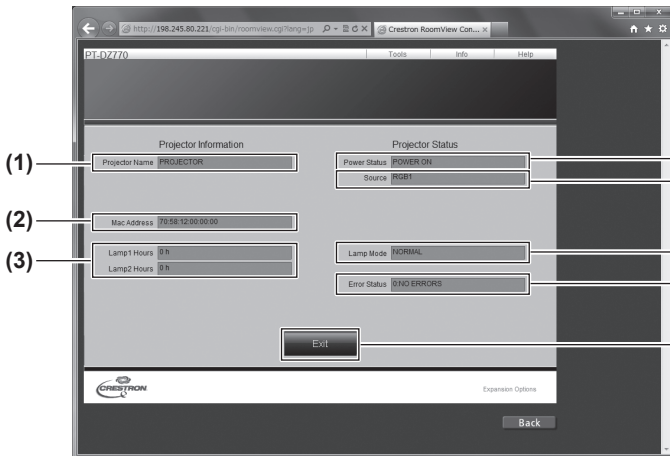 http://198.245.80.221/cgi-bin/roomview.cgi?lang=jp
Crestron RoomView Con...
PT-DZ770
Tools Info Help
Projector Information
Projector Status
(1)
Projector Name PROJECTOR
Power Status POWER ON
Source RGB1
(2)
Mac Address 70:58:12:00:00:00
(3)
Lamp1 Hours 0 h
Lamp2 Hours 0 h
Lamp Mode NORMAL
Error Status 0:NO ERRORS
Exit
CRESTRON
Expansion Options
Back